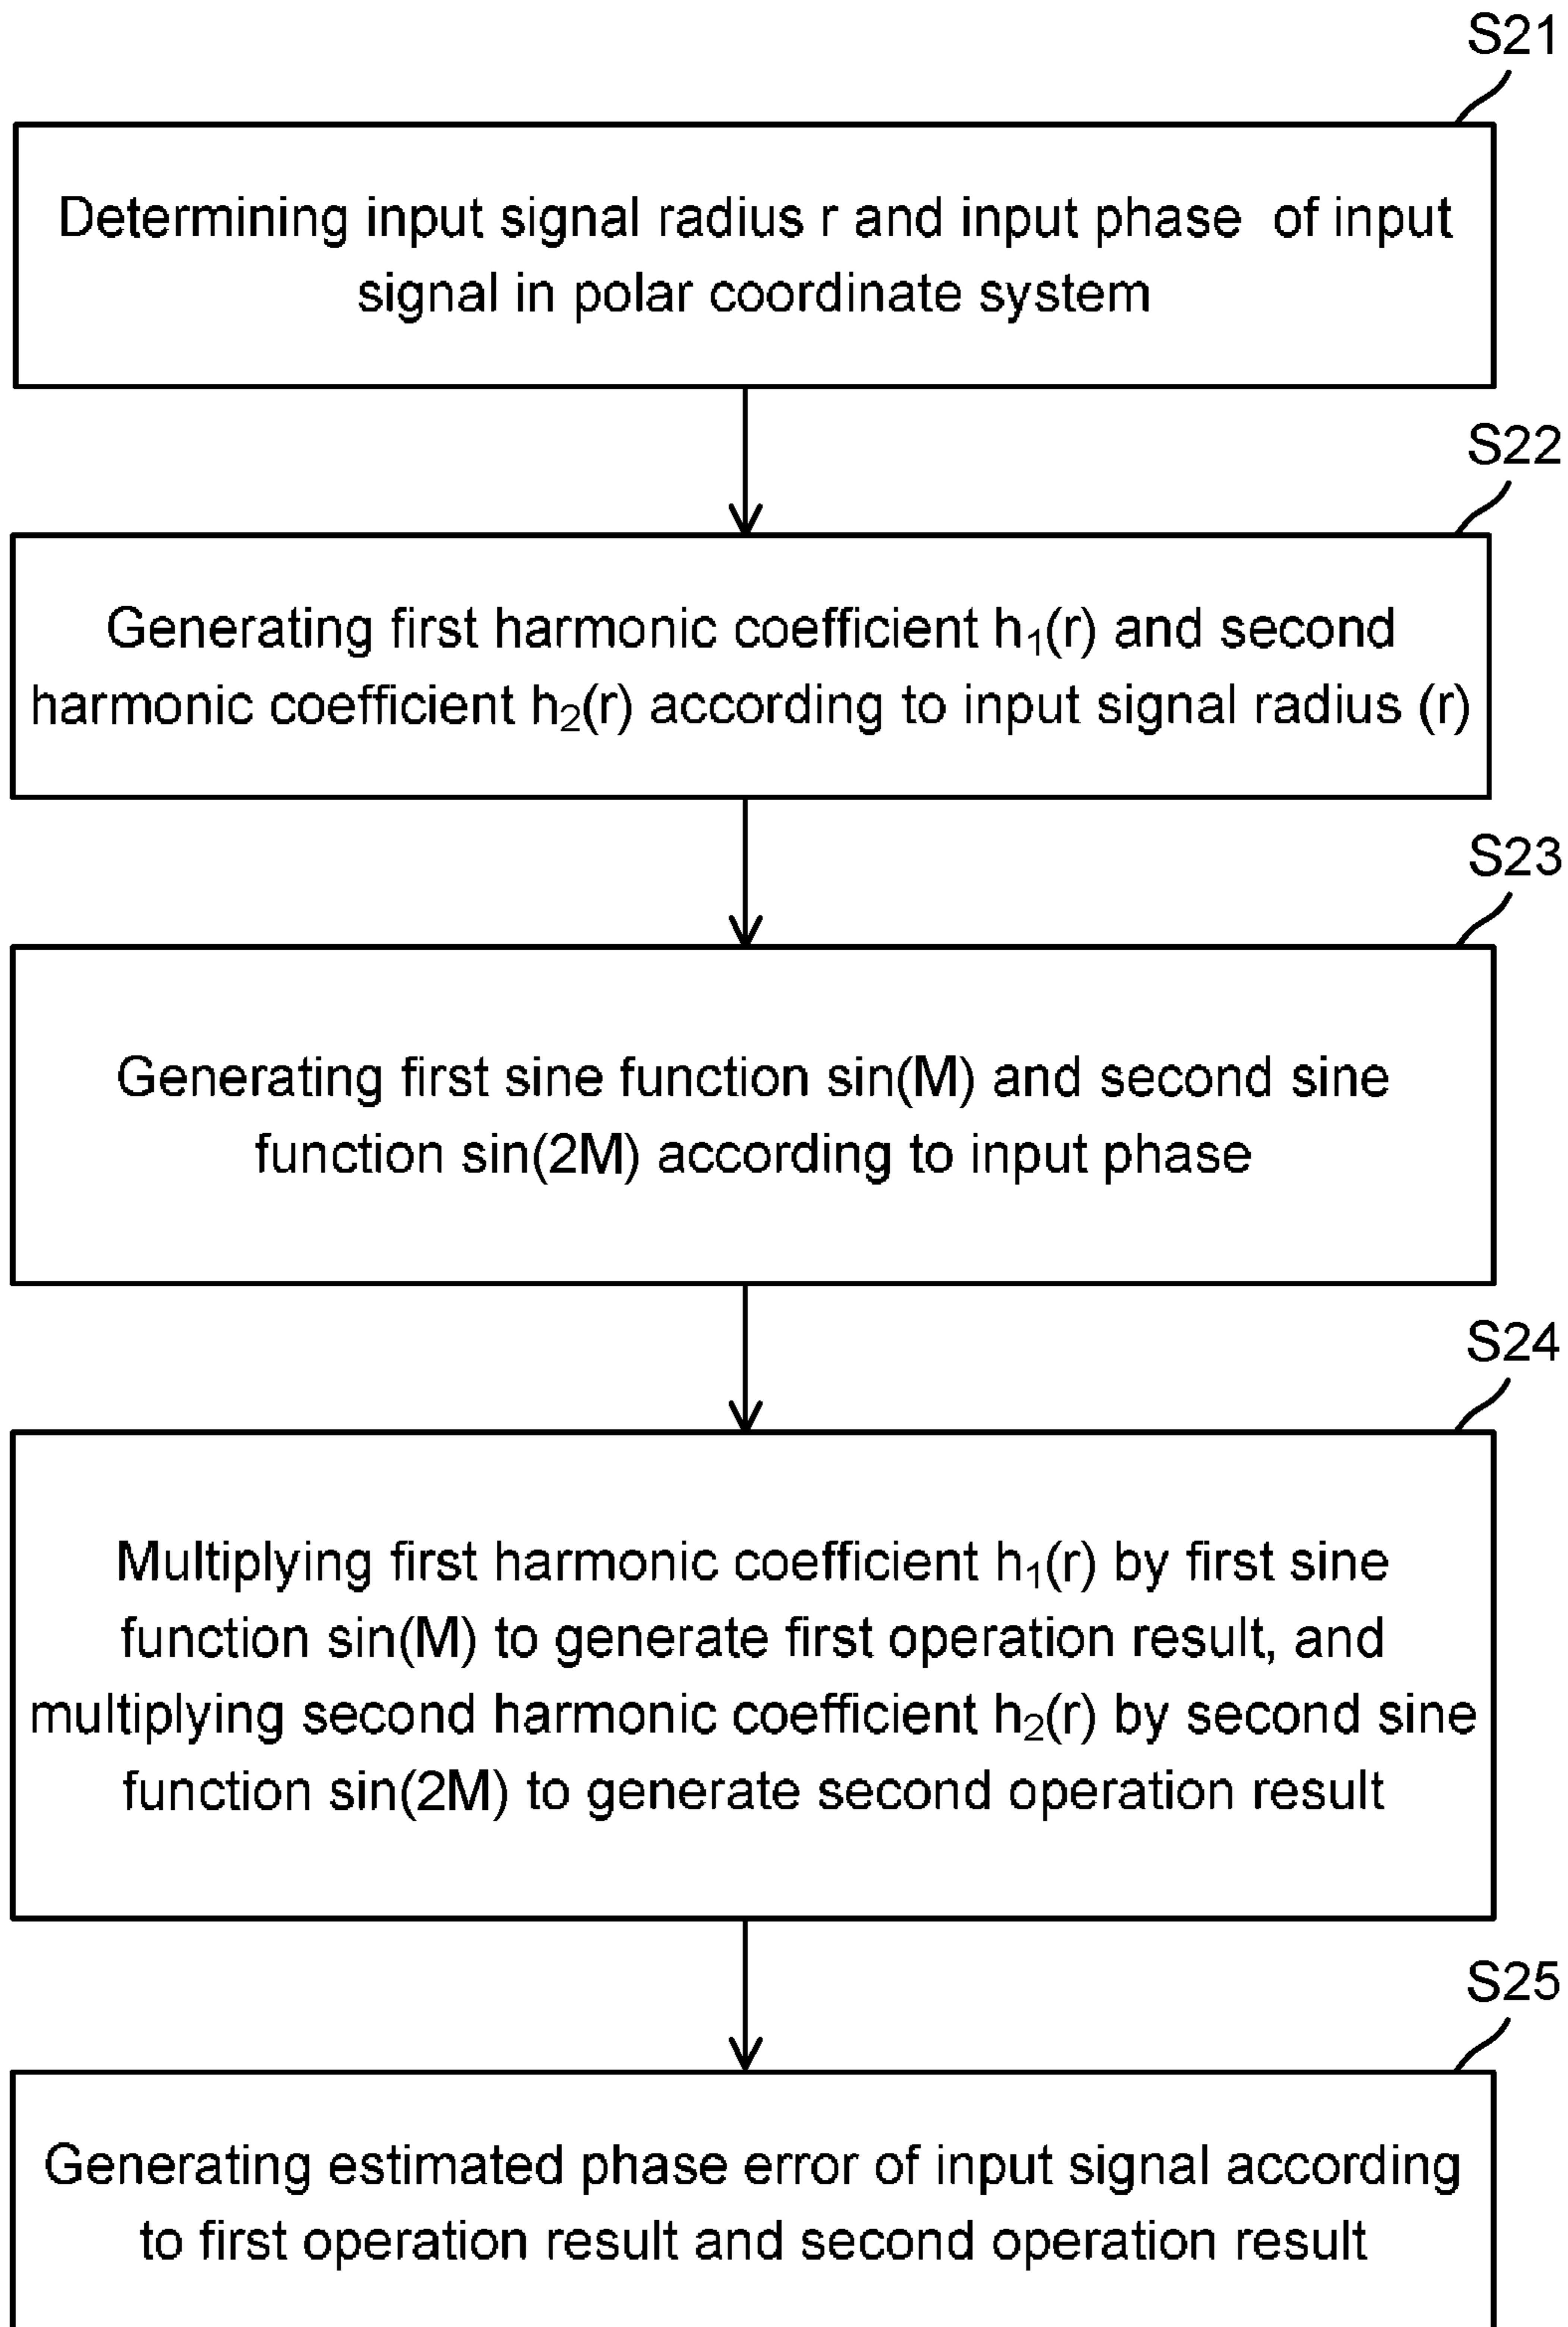 S21
Determining input signal radius r and input phase  of input
signal in polar coordinate system
S22
Generating first harmonic coefficient h₁(r) and second
harmonic coefficient h₂(r) according to input signal radius (r)
S23
Generating first sine function sin(M) and second sine
function sin(2M) according to input phase
S24
Multiplying first harmonic coefficient h₁(r) by first sine
function sin(M) to generate first operation result, and
multiplying second harmonic coefficient h₂(r) by second sine
function sin(2M) to generate second operation result
S25
Generating estimated phase error of input signal according
to first operation result and second operation result